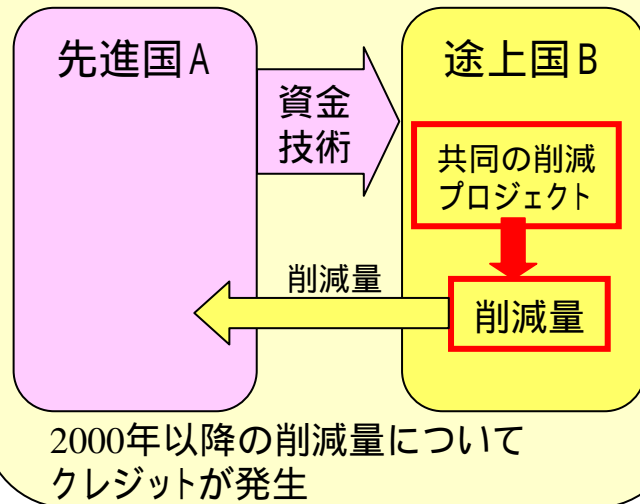 先進国A
途上国B
資金
技術
共同の削減
プロジェクト
削減量
削減量
2000年以降の削減量について
クレジットが発生